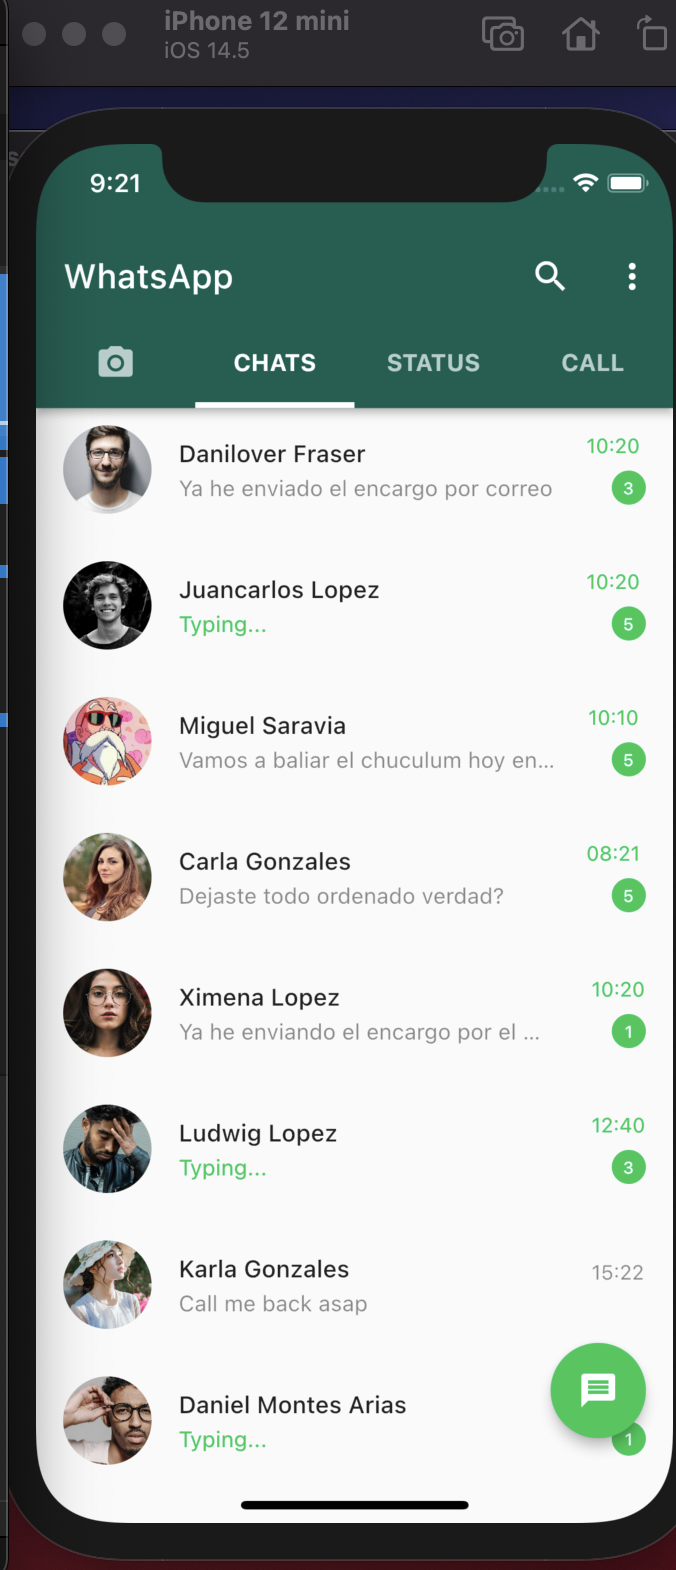 iPhone 12 mini
iOS 14.5
9:21
WhatsApp
CHATS STATUS CALL
Danilover Fraser 10:20
Ya he enviado el encargo por correo 3
Juancarlos Lopez 10:20
Typing... 5
Miguel Saravia 10:10
Vamos a baliar el chuculum hoy en... 5
Carla Gonzales 08:21
Dejaste todo ordenado verdad? 5
Ximena Lopez 10:20
Ya he enviando el encargo por el ... 1
Ludwig Lopez 12:40
Typing... 3
Karla Gonzales 15:22
Call me back asap
Daniel Montes Arias
Typing... 1